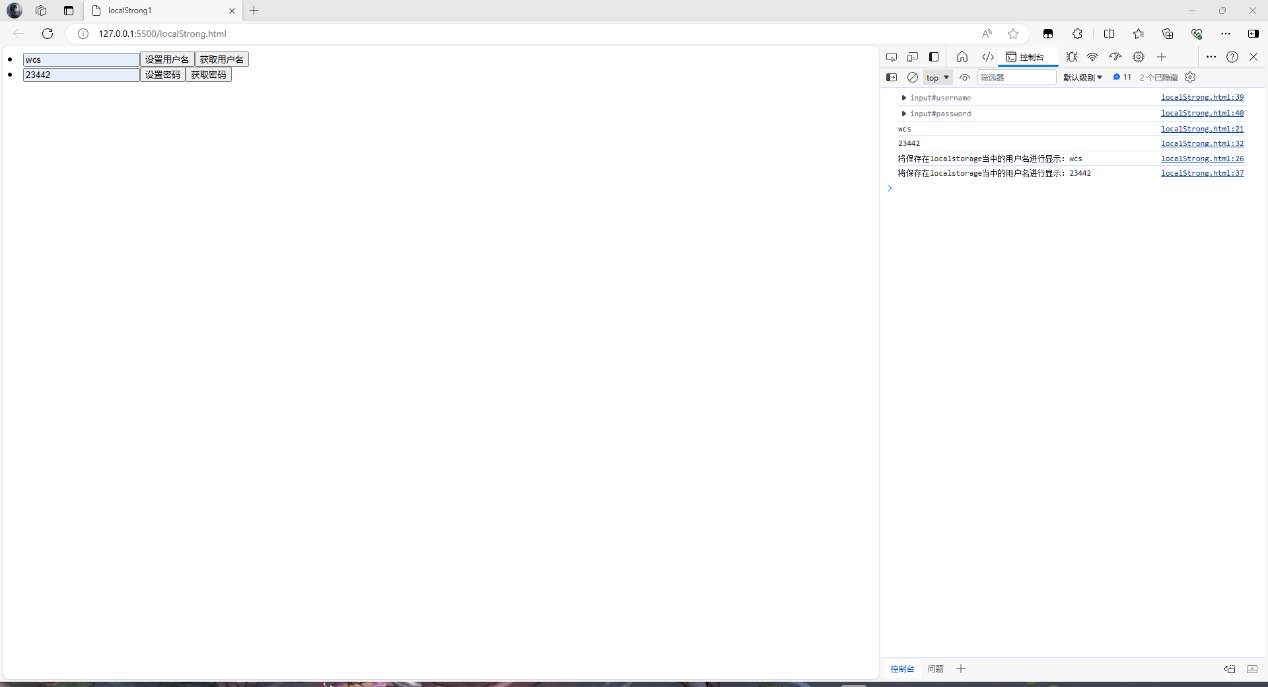 localStrong1
127.0.0.1:5500/localStrong.html
wcs 设置用户名 获取用户名
23442 设置密码 获取密码
控制台
top 筛选器 默认级别 11 2 个已隐藏
input#username localStrong.html:39
input#password localStrong.html:40
wcs localStrong.html:21
23442 localStrong.html:32
将保存在localstorage当中的用户名进行显示: wcs localStrong.html:26
将保存在localstorage当中的用户名进行显示: 23442 localStrong.html:37
控制台 问题